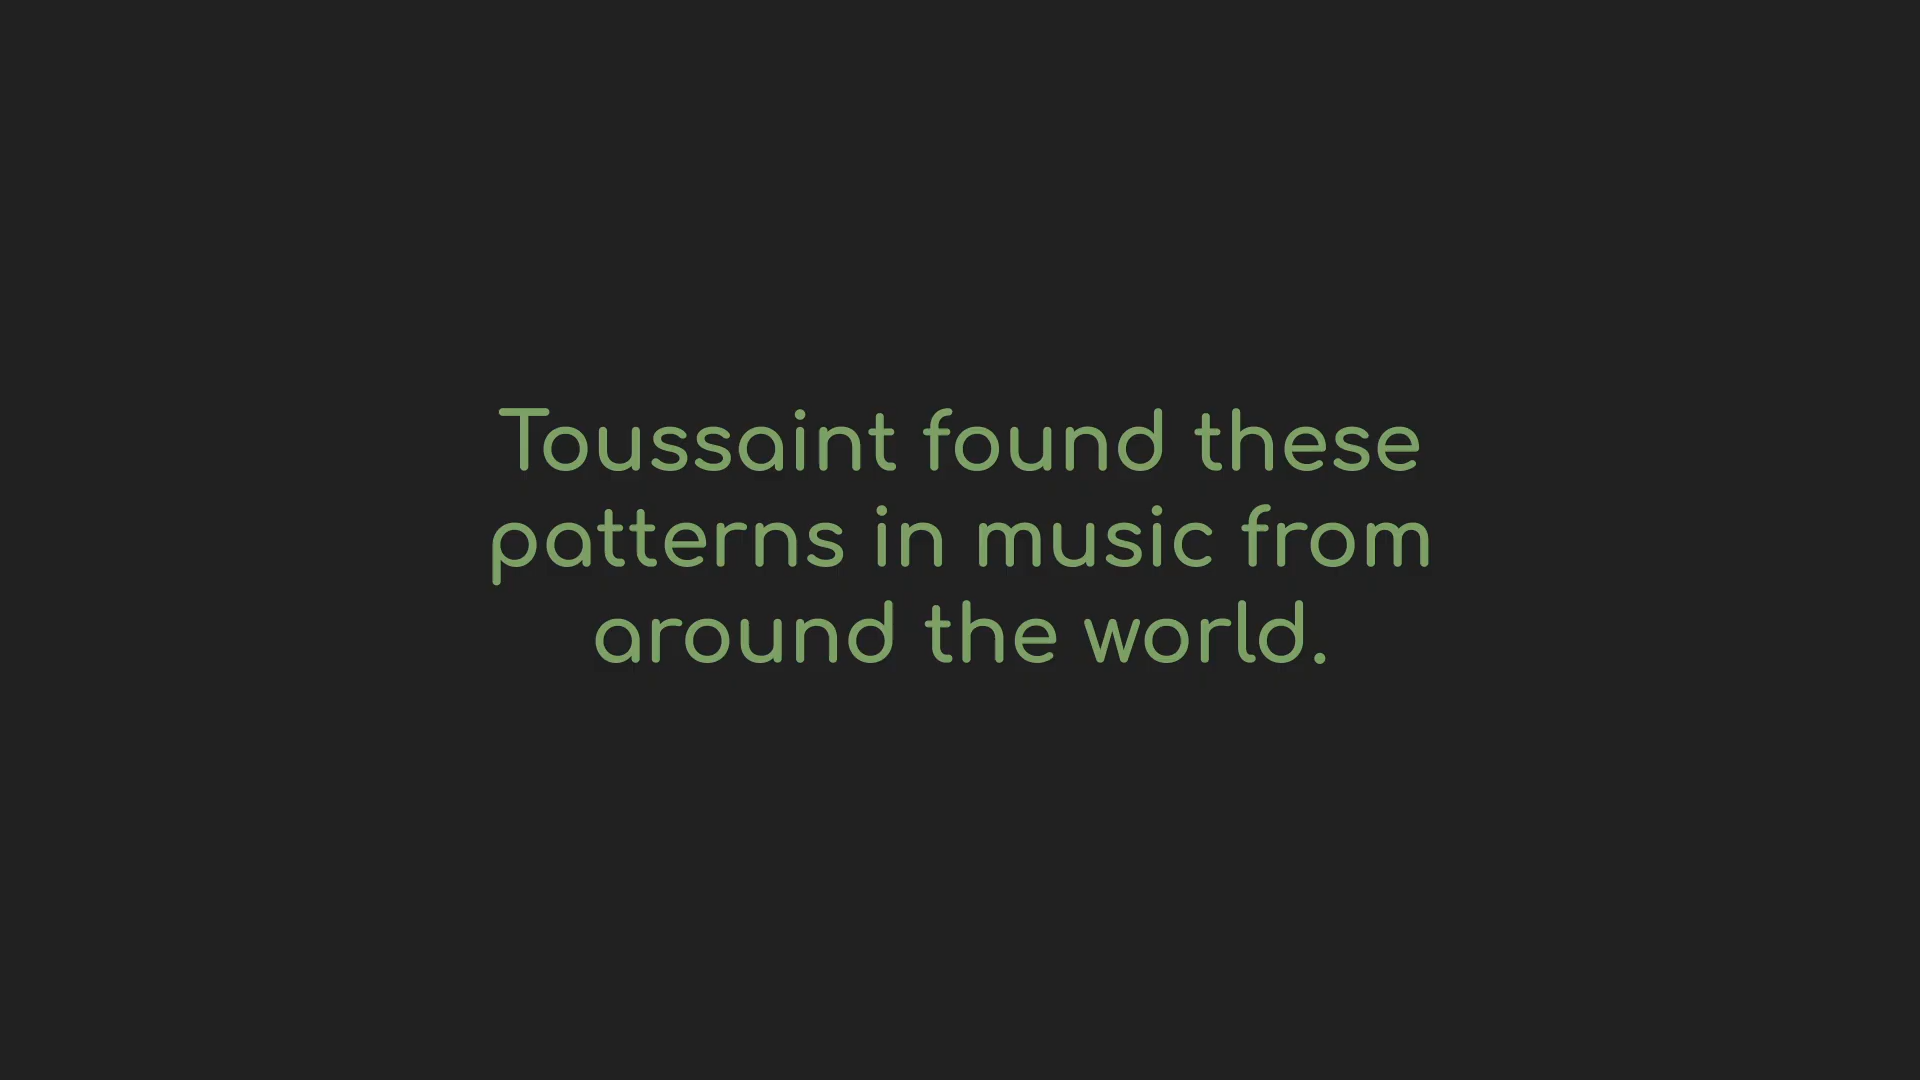 Toussaint found these
patterns in music from
around the world.